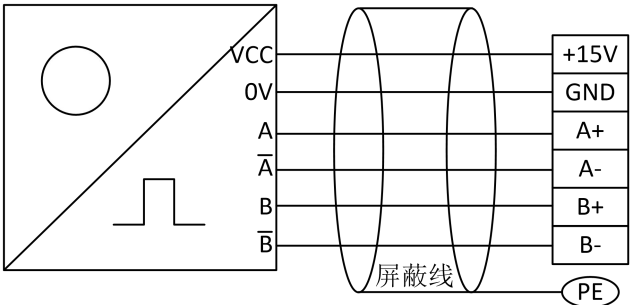 VCC +15V
0V GND
A A+
A̅ A-
B B+
B̅ B-
屏蔽线
PE